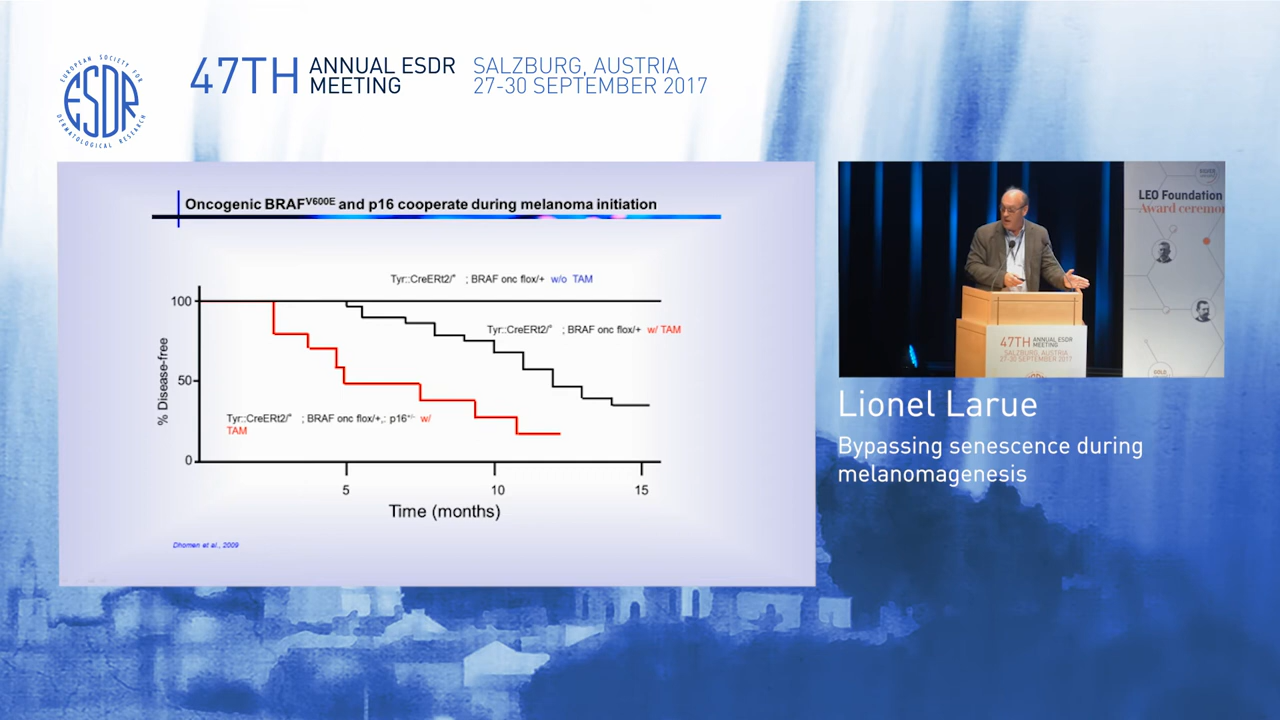 EUROPEAN SOCIETY FOR
ESDR
DERMATOLOGICAL RESEARCH
47TH ANNUAL ESDR MEETING
SALZBURG, AUSTRIA
27-30 SEPTEMBER 2017
Oncogenic BRAFV600E and p16 cooperate during melanoma initiation
Tyr::CreERt2/° ; BRAF onc flox/+ w/o TAM
100
Tyr::CreERt2/° ; BRAF onc flox/+ w/ TAM
% Disease-free
50
Tyr::CreERt2/° ; BRAF onc flox/+,: p16+/- w/
TAM
0
5 10 15
Time (months)
Dhomen et al., 2009
LEO Foundation
Award ceremon
47TH ANNUAL ESDR MEETING
SALZBURG, AUSTRIA
27-30 SEPTEMBER 2017
Lionel Larue
Bypassing senescence during
melanomagenesis